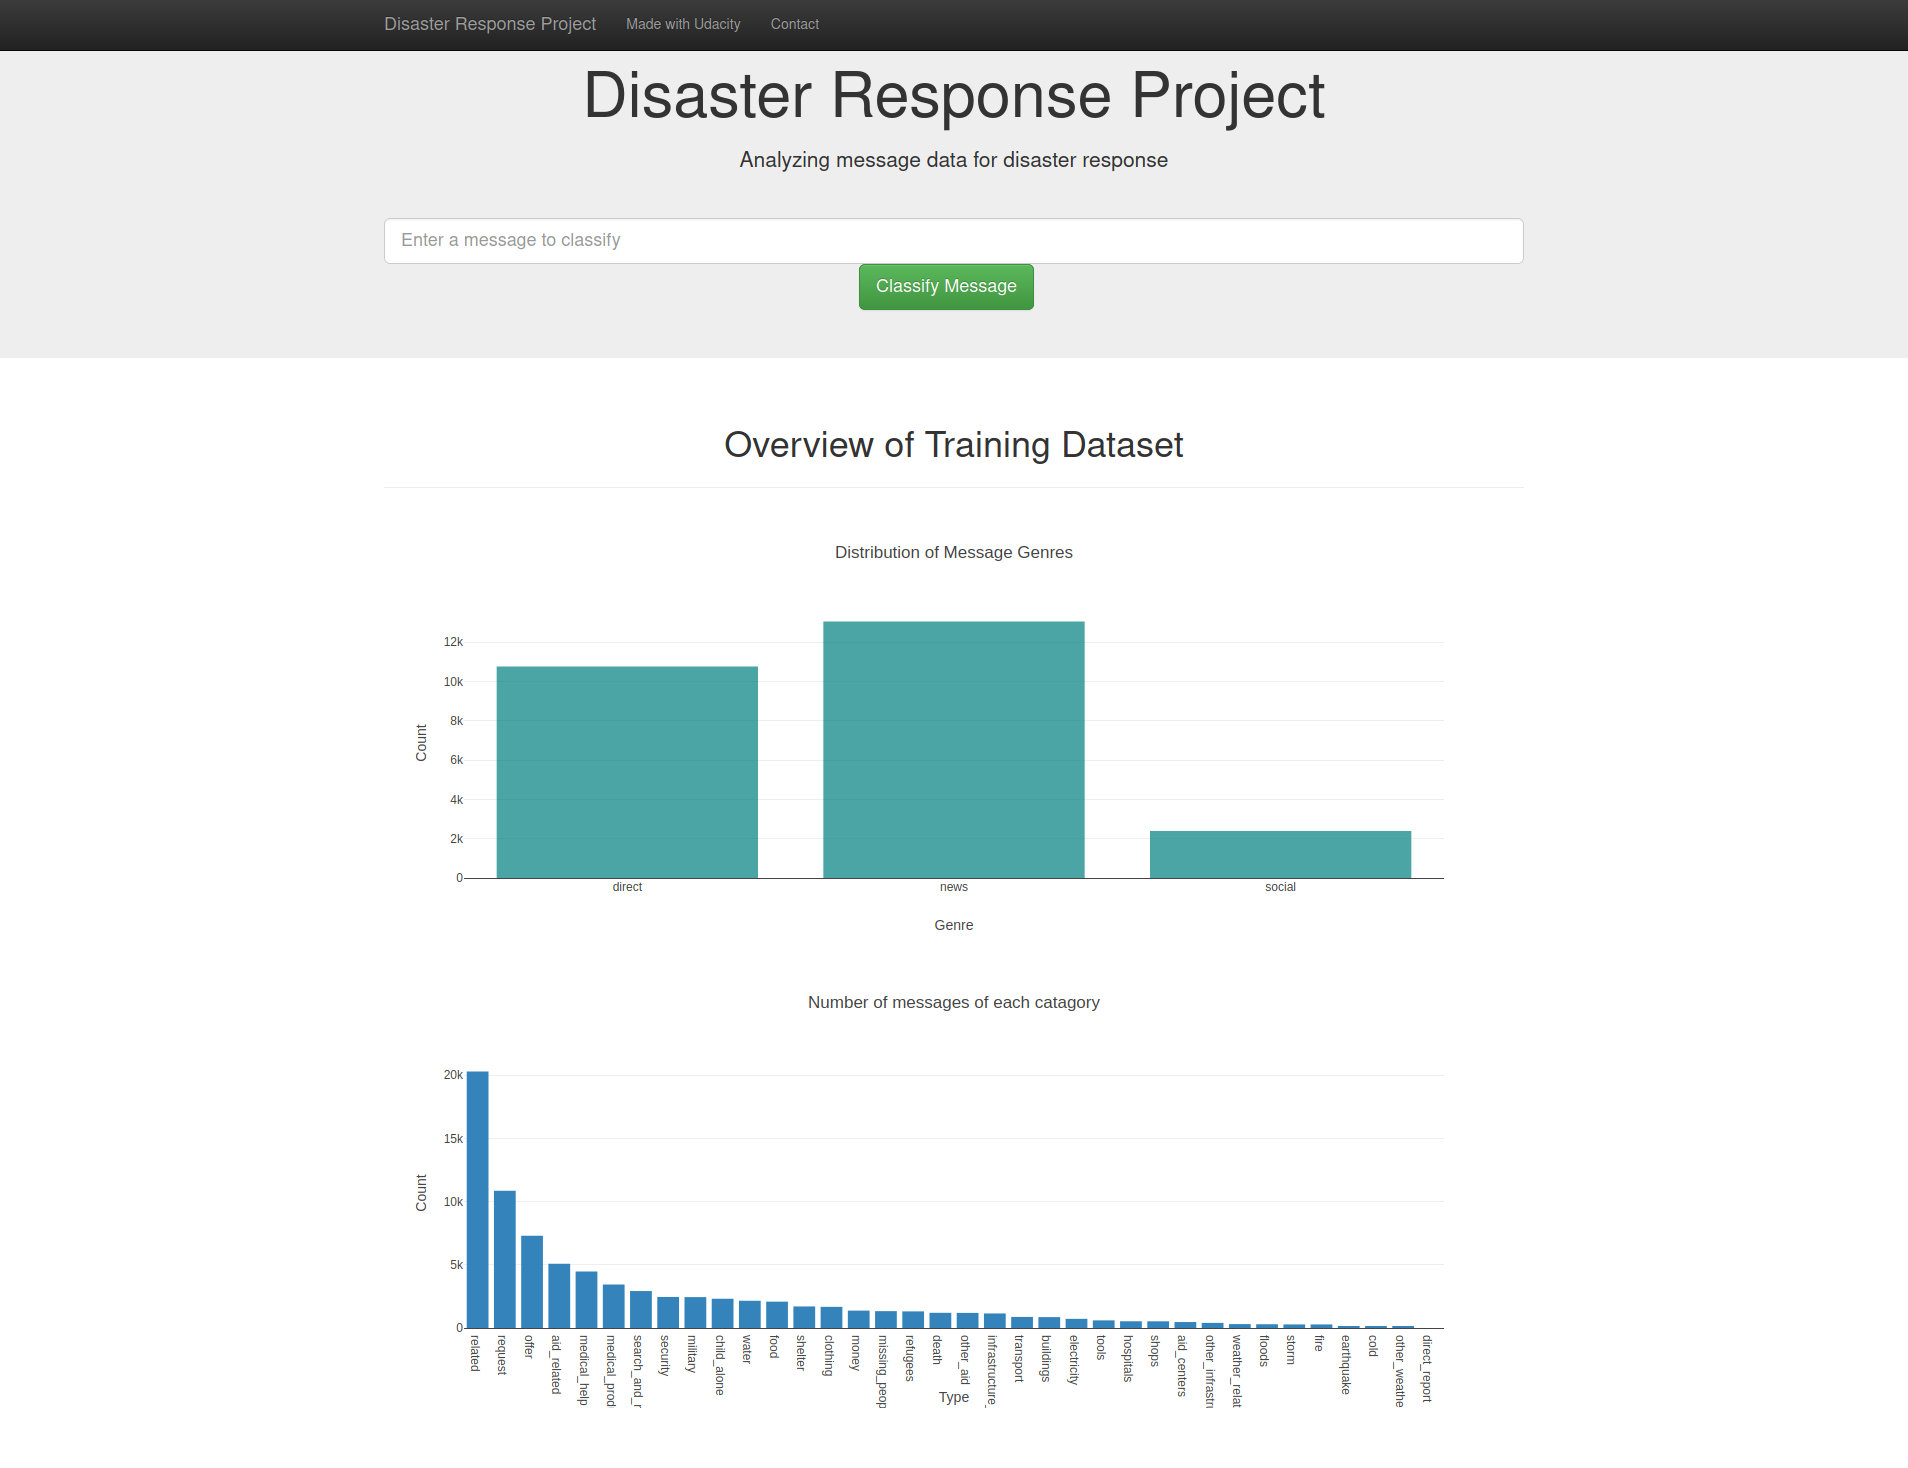 Disaster Response Project Made with Udacity Contact
Disaster Response Project
Analyzing message data for disaster response
Enter a message to classify
Classify Message
Overview of Training Dataset
Distribution of Message Genres
12k
10k
8k
6k
4k
2k
0
Count
direct news social
Genre
Number of messages of each catagory
20k
15k
10k
5k
0
Count
related
request
offer
aid_related
medical_help
medical_prod
search_and_r
security
military
child_alone
water
food
shelter
clothing
money
missing_peop
refugees
death
other_aid
infrastructure_
transport
buildings
electricity
tools
hospitals
shops
aid_centers
other_infrastru
weather_relat
floods
storm
fire
earthquake
cold
other_weathe
direct_report
Type